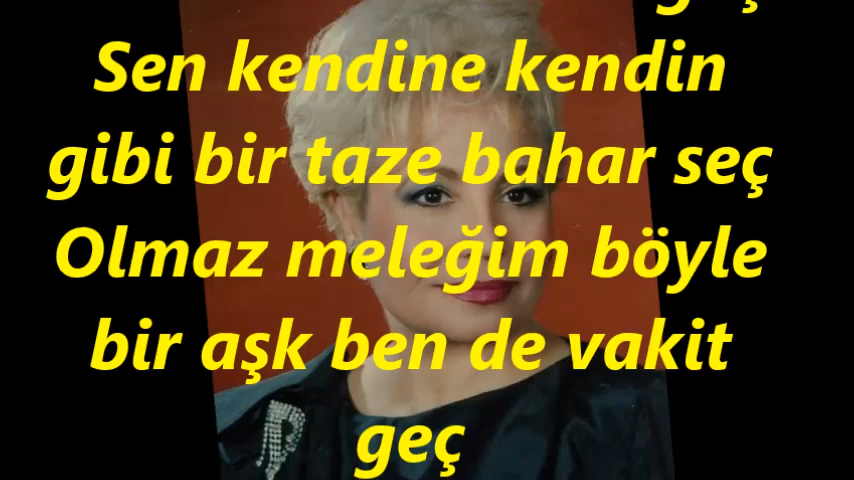 Sen kendine kendin
gibi bir taze bahar seç
Olmaz meleğim böyle
bir aşk ben de vakit
geç